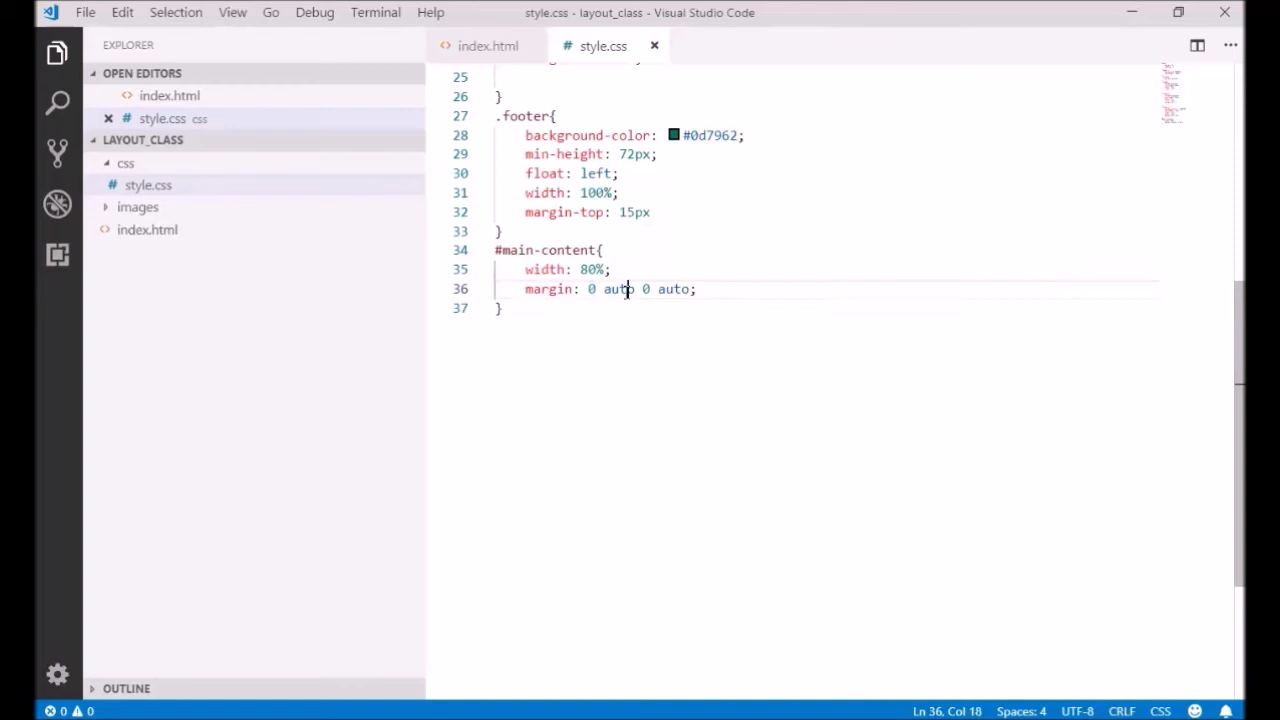 File Edit Selection View Go Debug Terminal Help
style.css - layout_class - Visual Studio Code
EXPLORER
OPEN EDITORS
index.html
style.css css
LAYOUT_CLASS
css
style.css
images
index.html
OUTLINE
index.html
style.css
25
26 }
27 .footer{
28 background-color: #0d7962;
29 min-height: 72px;
30 float: left;
31 width: 100%;
32 margin-top: 15px
33 }
34 #main-content{
35 width: 80%;
36 margin: 0 auto 0 auto;
37 }
0 0
Ln 36, Col 18 Spaces: 4 UTF-8 CRLF CSS